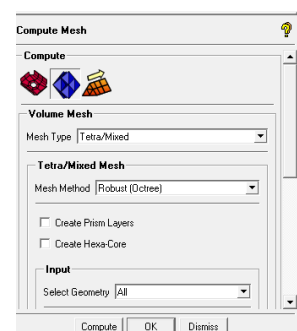 Compute Mesh
Compute
Volume Mesh
Mesh Type Tetra/Mixed
Tetra/Mixed Mesh
Mesh Method Robust (Octree)
Create Prism Layers
Create Hexa-Core
Input
Select Geometry All
Compute OK Dismiss